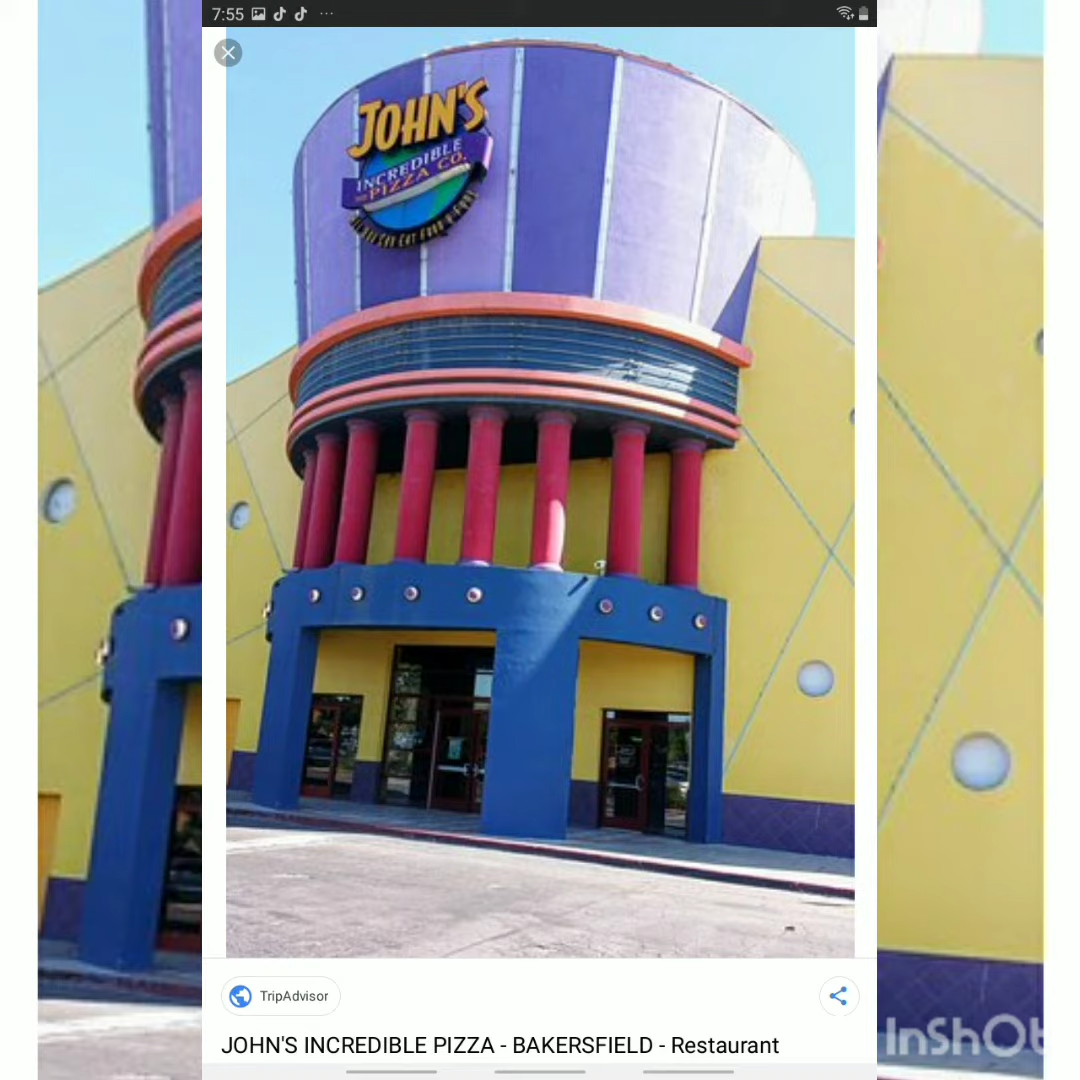 7:55
JOHN'S
INCREDIBLE
PIZZA CO.
TripAdvisor
JOHN'S INCREDIBLE PIZZA - BAKERSFIELD - Restaurant
InShOt